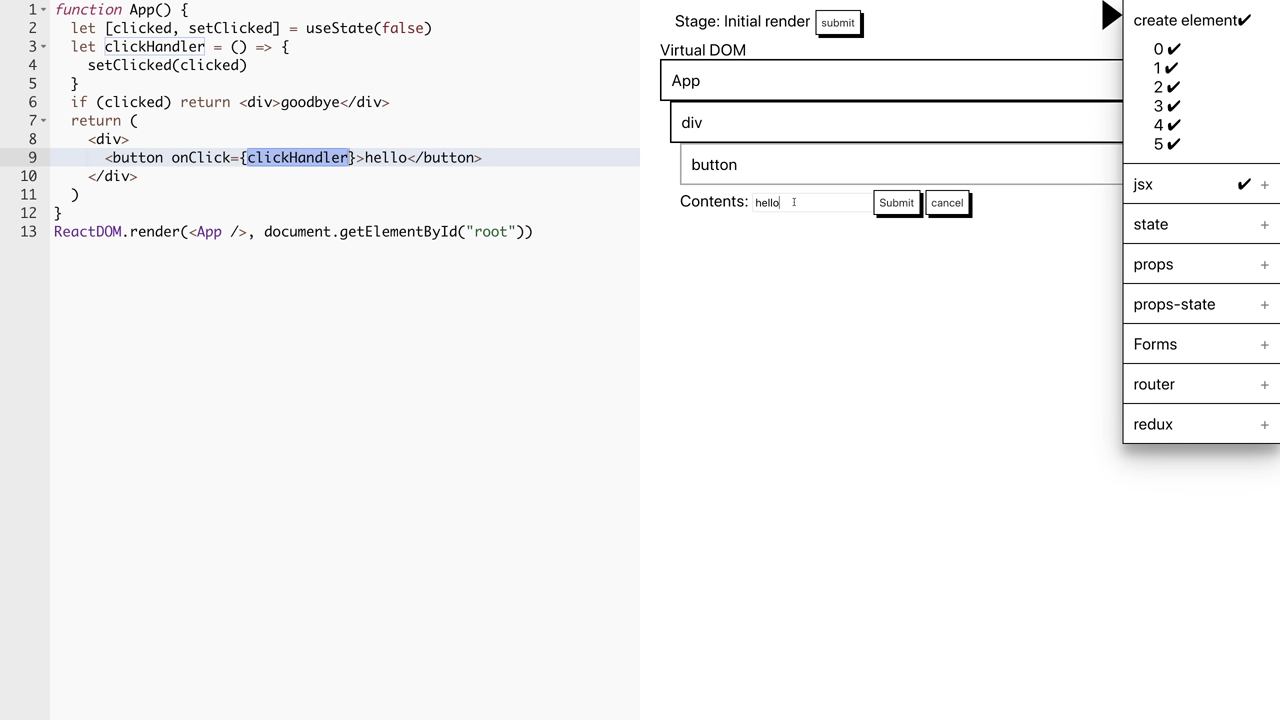 1 function App() {
2 let [clicked, setClicked] = useState(false)
3 let clickHandler = () => {
4 setClicked(clicked)
5 }
6 if (clicked) return <div>goodbye</div>
7 return (
8 <div>
9 <button onClick={clickHandler}>hello</button>
10 </div>
11 )
12 }
13 ReactDOM.render(<App />, document.getElementById("root"))
Stage: Initial render submit
Virtual DOM
App
div
button
Contents: hello Submit cancel
create element✔
0 ✔
1 ✔
2 ✔
3 ✔
4 ✔
5 ✔
jsx ✔ +
state +
props +
props-state +
Forms +
router +
redux +